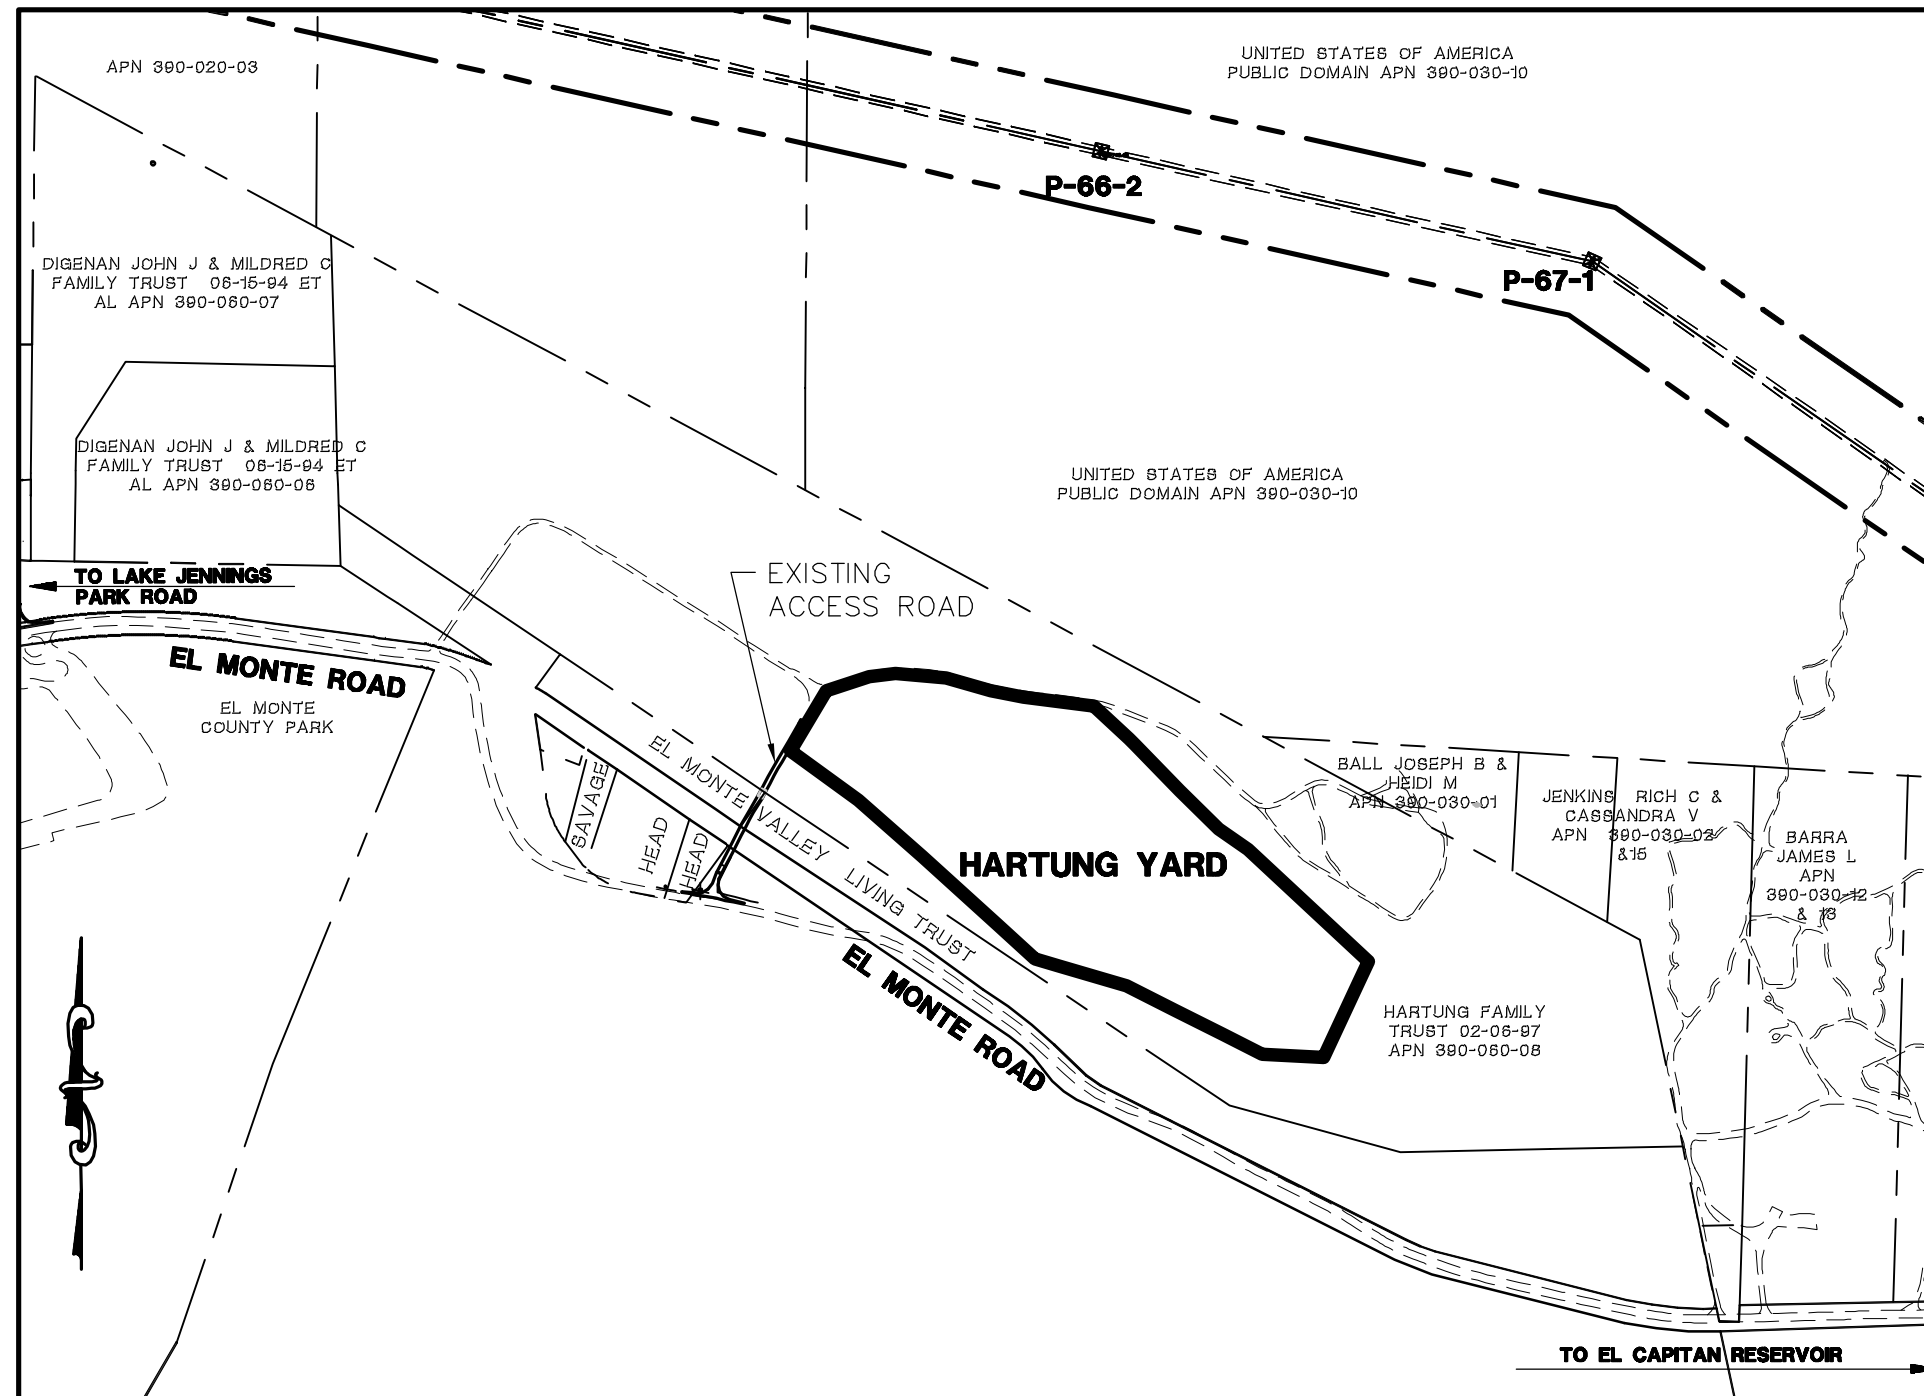 APN 390-020-03
UNITED STATES OF AMERICA
PUBLIC DOMAIN APN 390-030-10
P-66-2
P-67-1
DIGENAN JOHN J & MILDRED C
FAMILY TRUST 06-15-94 ET
AL APN 390-060-07
DIGENAN JOHN J & MILDRED C
FAMILY TRUST 06-15-94 ET
AL APN 390-060-06
UNITED STATES OF AMERICA
PUBLIC DOMAIN APN 390-030-10
TO LAKE JENNINGS
PARK ROAD
EXISTING
ACCESS ROAD
EL MONTE ROAD
EL MONTE
COUNTY PARK
SAVAGE
HEAD
HEAD
EL MONTE VALLEY LIVING TRUST
HARTUNG YARD
BALL JOSEPH B &
HEIDI M
APN 390-030-01
JENKINS RICH C &
CASSANDRA V
APN 390-030-02
&15
BARRA
JAMES L
APN
390-030-12
& 13
EL MONTE ROAD
HARTUNG FAMILY
TRUST 02-06-97
APN 390-060-08
TO EL CAPITAN RESERVOIR